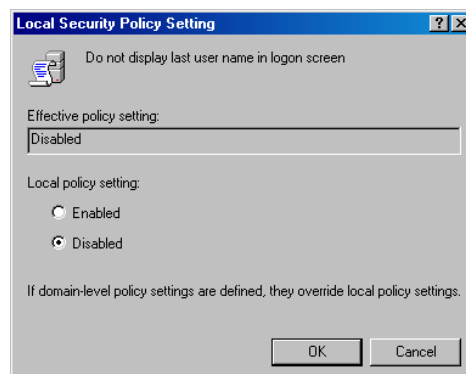 Local Security Policy Setting
Do not display last user name in logon screen
Effective policy setting:
Disabled
Local policy setting:
Enabled
Disabled
If domain-level policy settings are defined, they override local policy settings.
OK
Cancel